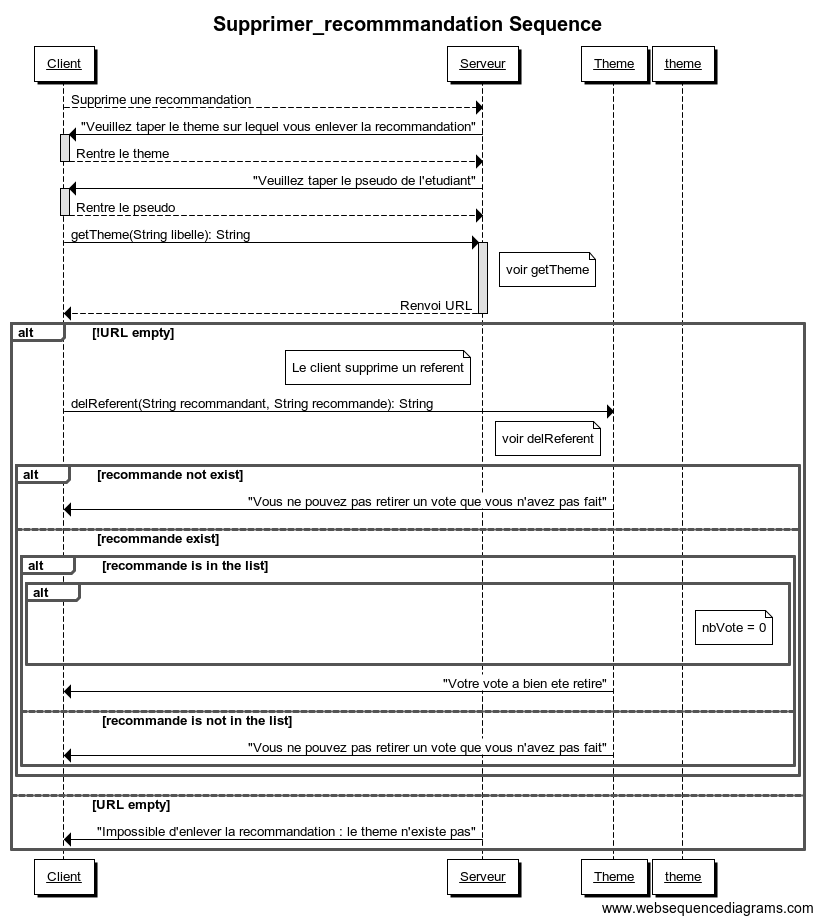 Supprimer_recommmandation Sequence
Client
Serveur
Theme
theme
Supprime une recommandation
"Veuillez taper le theme sur lequel vous enlever la recommandation"
Rentre le theme
"Veuillez taper le pseudo de l'etudiant"
Rentre le pseudo
getTheme(String libelle): String
voir getTheme
Renvoi URL
alt
[!URL empty]
Le client supprime un referent
delReferent(String recommandant, String recommande): String
voir delReferent
alt
[recommande not exist]
"Vous ne pouvez pas retirer un vote que vous n'avez pas fait"
[recommande exist]
alt
[recommande is in the list]
alt
nbVote = 0
"Votre vote a bien ete retire"
[recommande is not in the list]
"Vous ne pouvez pas retirer un vote que vous n'avez pas fait"
[URL empty]
"Impossible d'enlever la recommandation : le theme n'existe pas"
Client
Serveur
Theme
theme
www.websequencediagrams.com